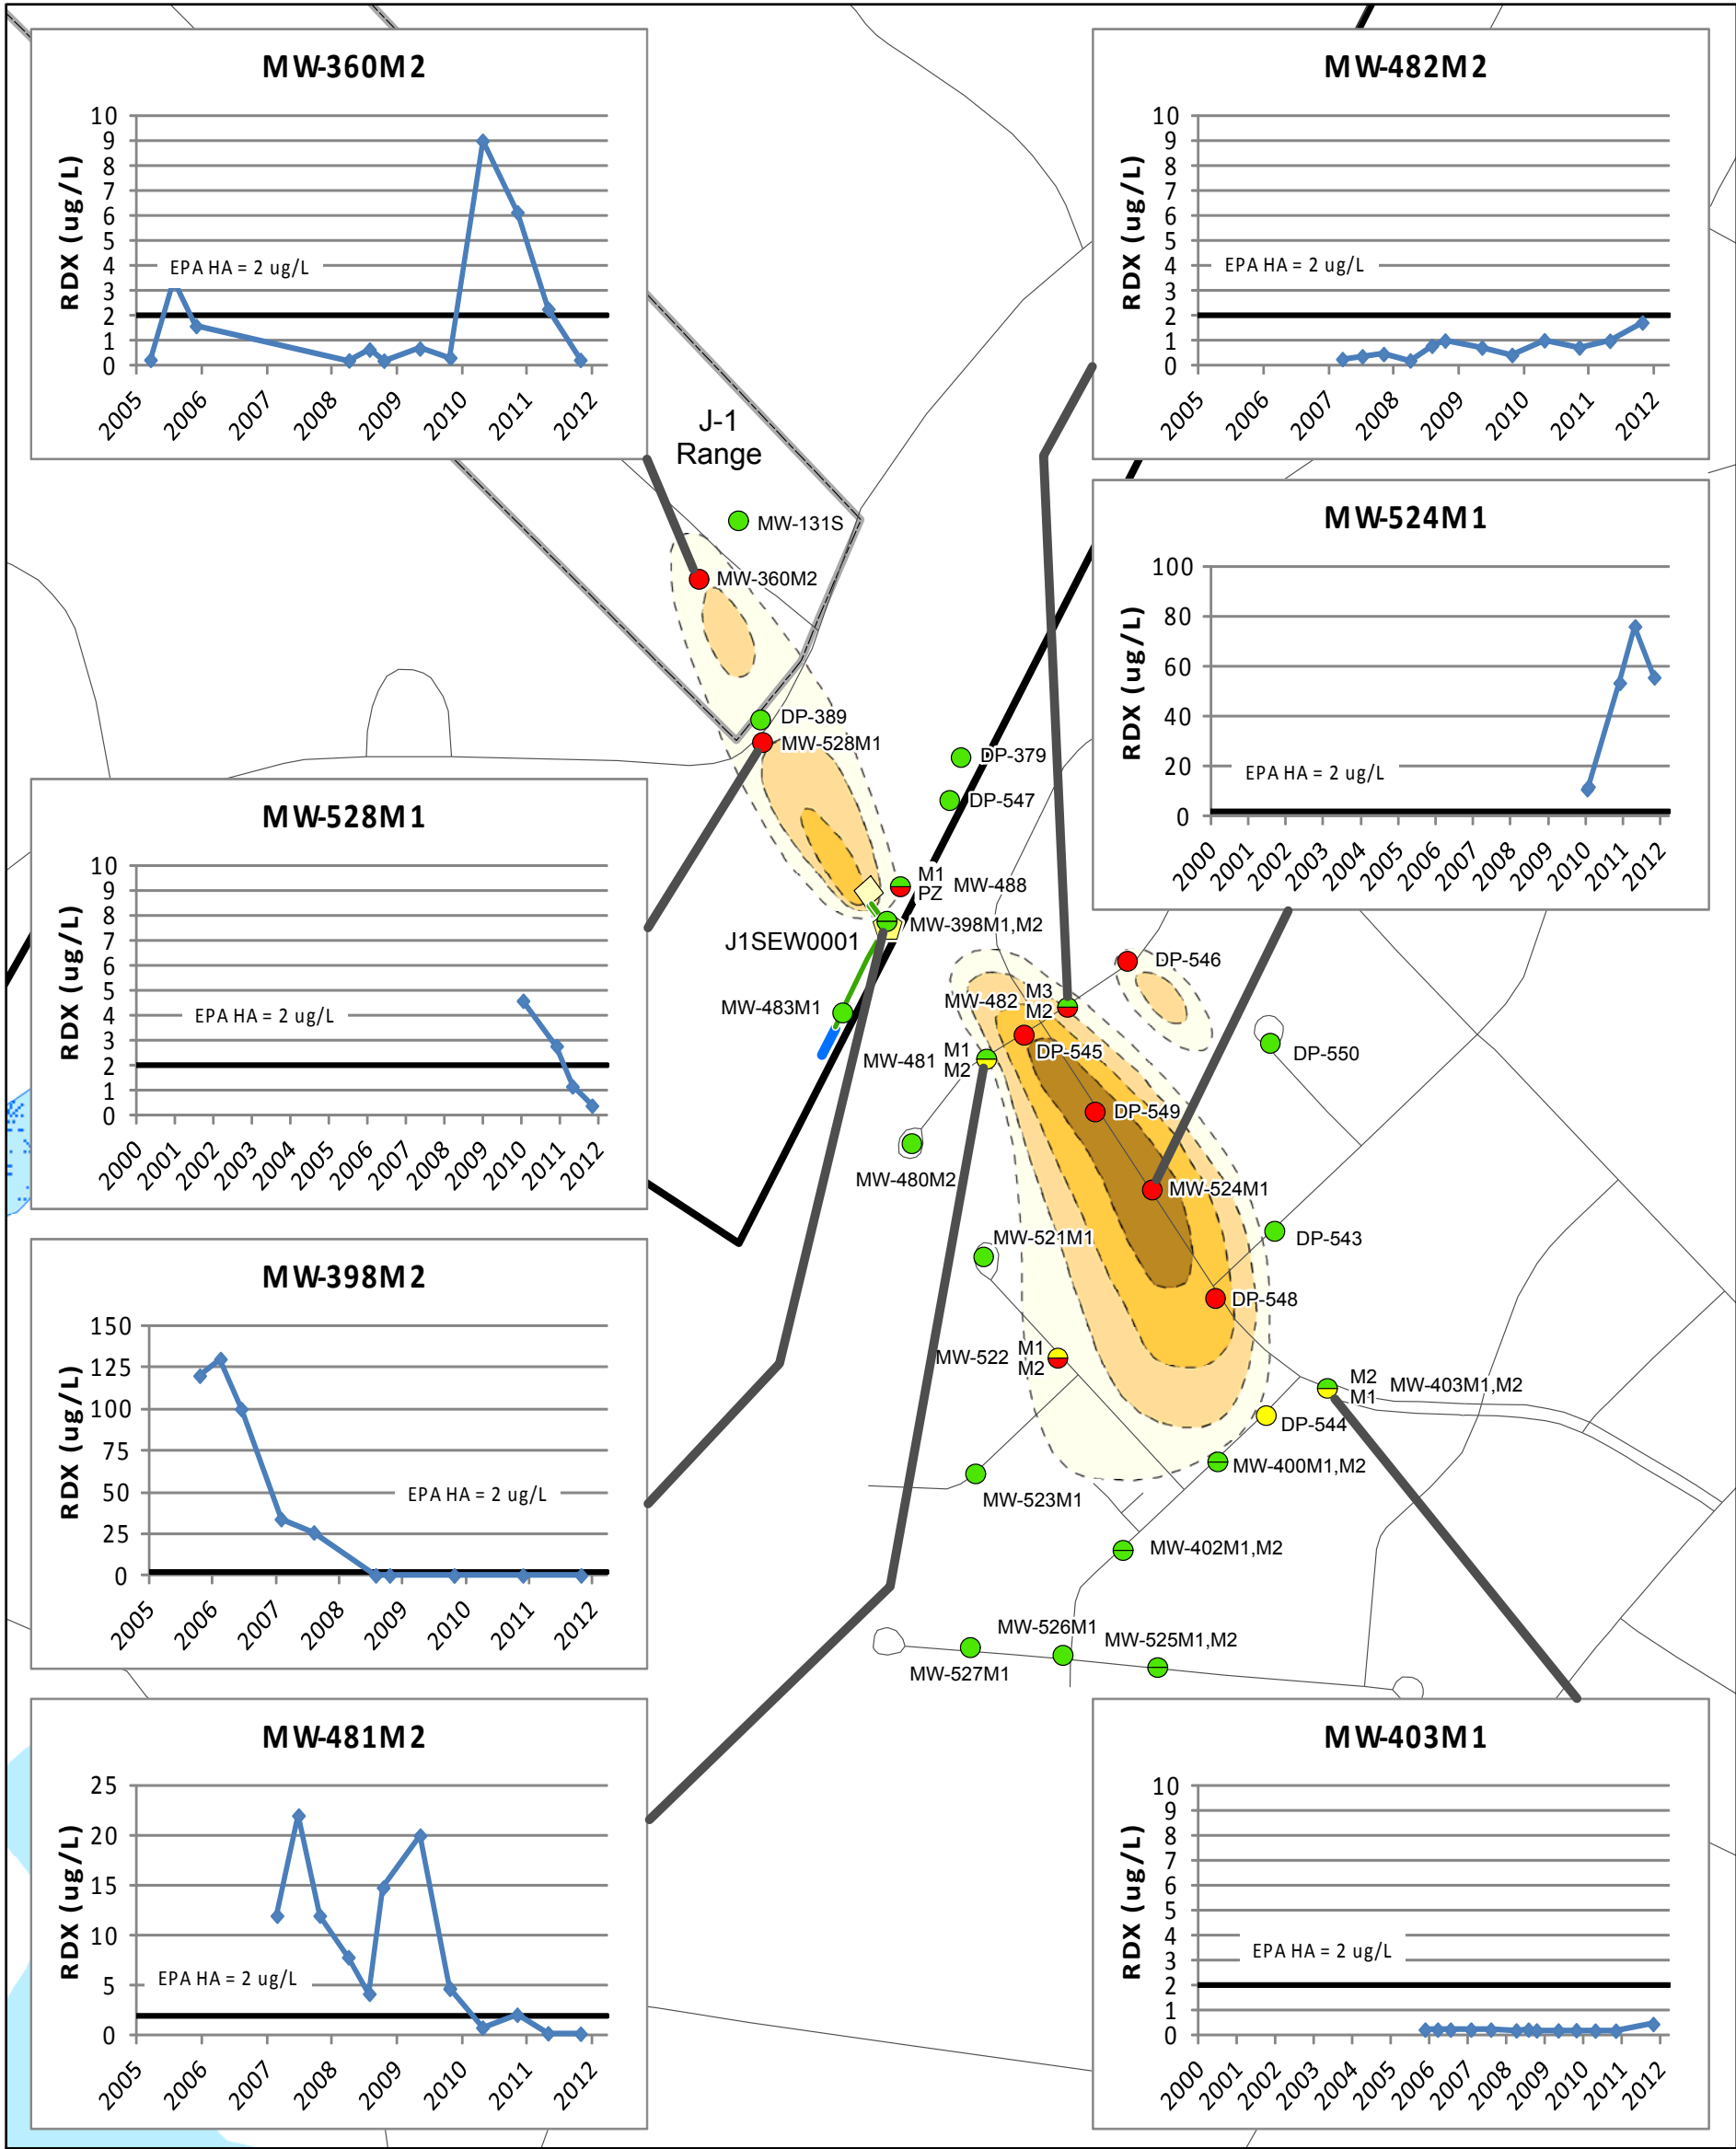 MW-360M2
RDX (ug/L)
10
9
8
7
6
5
4
3
2
1
0
EPA HA = 2 ug/L
2005
2006
2007
2008
2009
2010
2011
2012
MW-482M2
RDX (ug/L)
10
9
8
7
6
5
4
3
2
1
0
EPA HA = 2 ug/L
2005
2006
2007
2008
2009
2010
2011
2012
J-1
Range
MW-131S
MW-360M2
DP-389
MW-528M1
DP-379
DP-547
MW-524M1
RDX (ug/L)
100
80
60
40
20
0
EPA HA = 2 ug/L
2000
2001
2002
2003
2004
2005
2006
2007
2008
2009
2010
2011
2012
MW-528M1
RDX (ug/L)
10
9
8
7
6
5
4
3
2
1
0
EPA HA = 2 ug/L
2000
2001
2002
2003
2004
2005
2006
2007
2008
2009
2010
2011
2012
M1
PZ
MW-488
MW-398M1,M2
J1SEW0001
MW-483M1
DP-546
MW-482
M3
M2
DP-545
MW-481
M1
M2
DP-550
DP-549
MW-480M2
MW-524M1
MW-521M1
DP-543
DP-548
MW-522
M1
M2
M2
M1
MW-403M1,M2
DP-544
MW-400M1,M2
MW-523M1
MW-402M1,M2
MW-526M1
MW-525M1,M2
MW-527M1
MW-398M2
RDX (ug/L)
150
125
100
75
50
25
0
EPA HA = 2 ug/L
2005
2006
2007
2008
2009
2010
2011
2012
MW-481M2
RDX (ug/L)
25
20
15
10
5
0
EPA HA = 2 ug/L
2005
2006
2007
2008
2009
2010
2011
2012
MW-403M1
RDX (ug/L)
10
9
8
7
6
5
4
3
2
1
0
EPA HA = 2 ug/L
2000
2001
2002
2003
2004
2005
2006
2007
2008
2009
2010
2011
2012